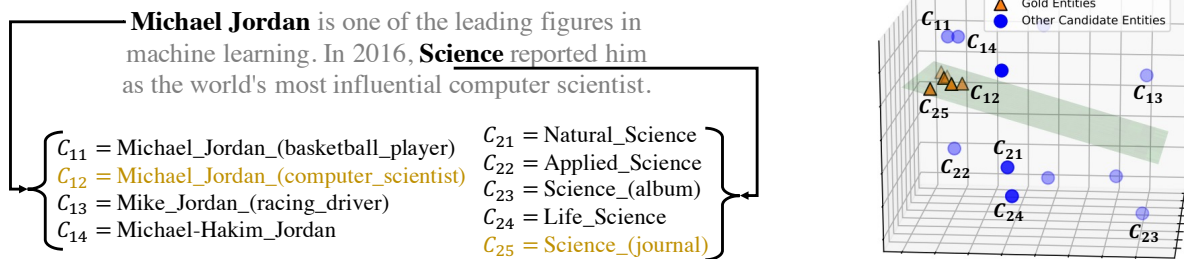 Michael Jordan is one of the leading figures in
machine learning. In 2016, Science reported him
as the world's most influential computer scientist.
C11 = Michael_Jordan_(basketball_player)
C12 = Michael_Jordan_(computer_scientist)
C13 = Mike_Jordan_(racing_driver)
C14 = Michael-Hakim_Jordan
C21 = Natural_Science
C22 = Applied_Science
C23 = Science_(album)
C24 = Life_Science
C25 = Science_(journal)
Gold Entities
Other Candidate Entities
C11
C14
C12
C13
C25
C21
C22
C24
C23